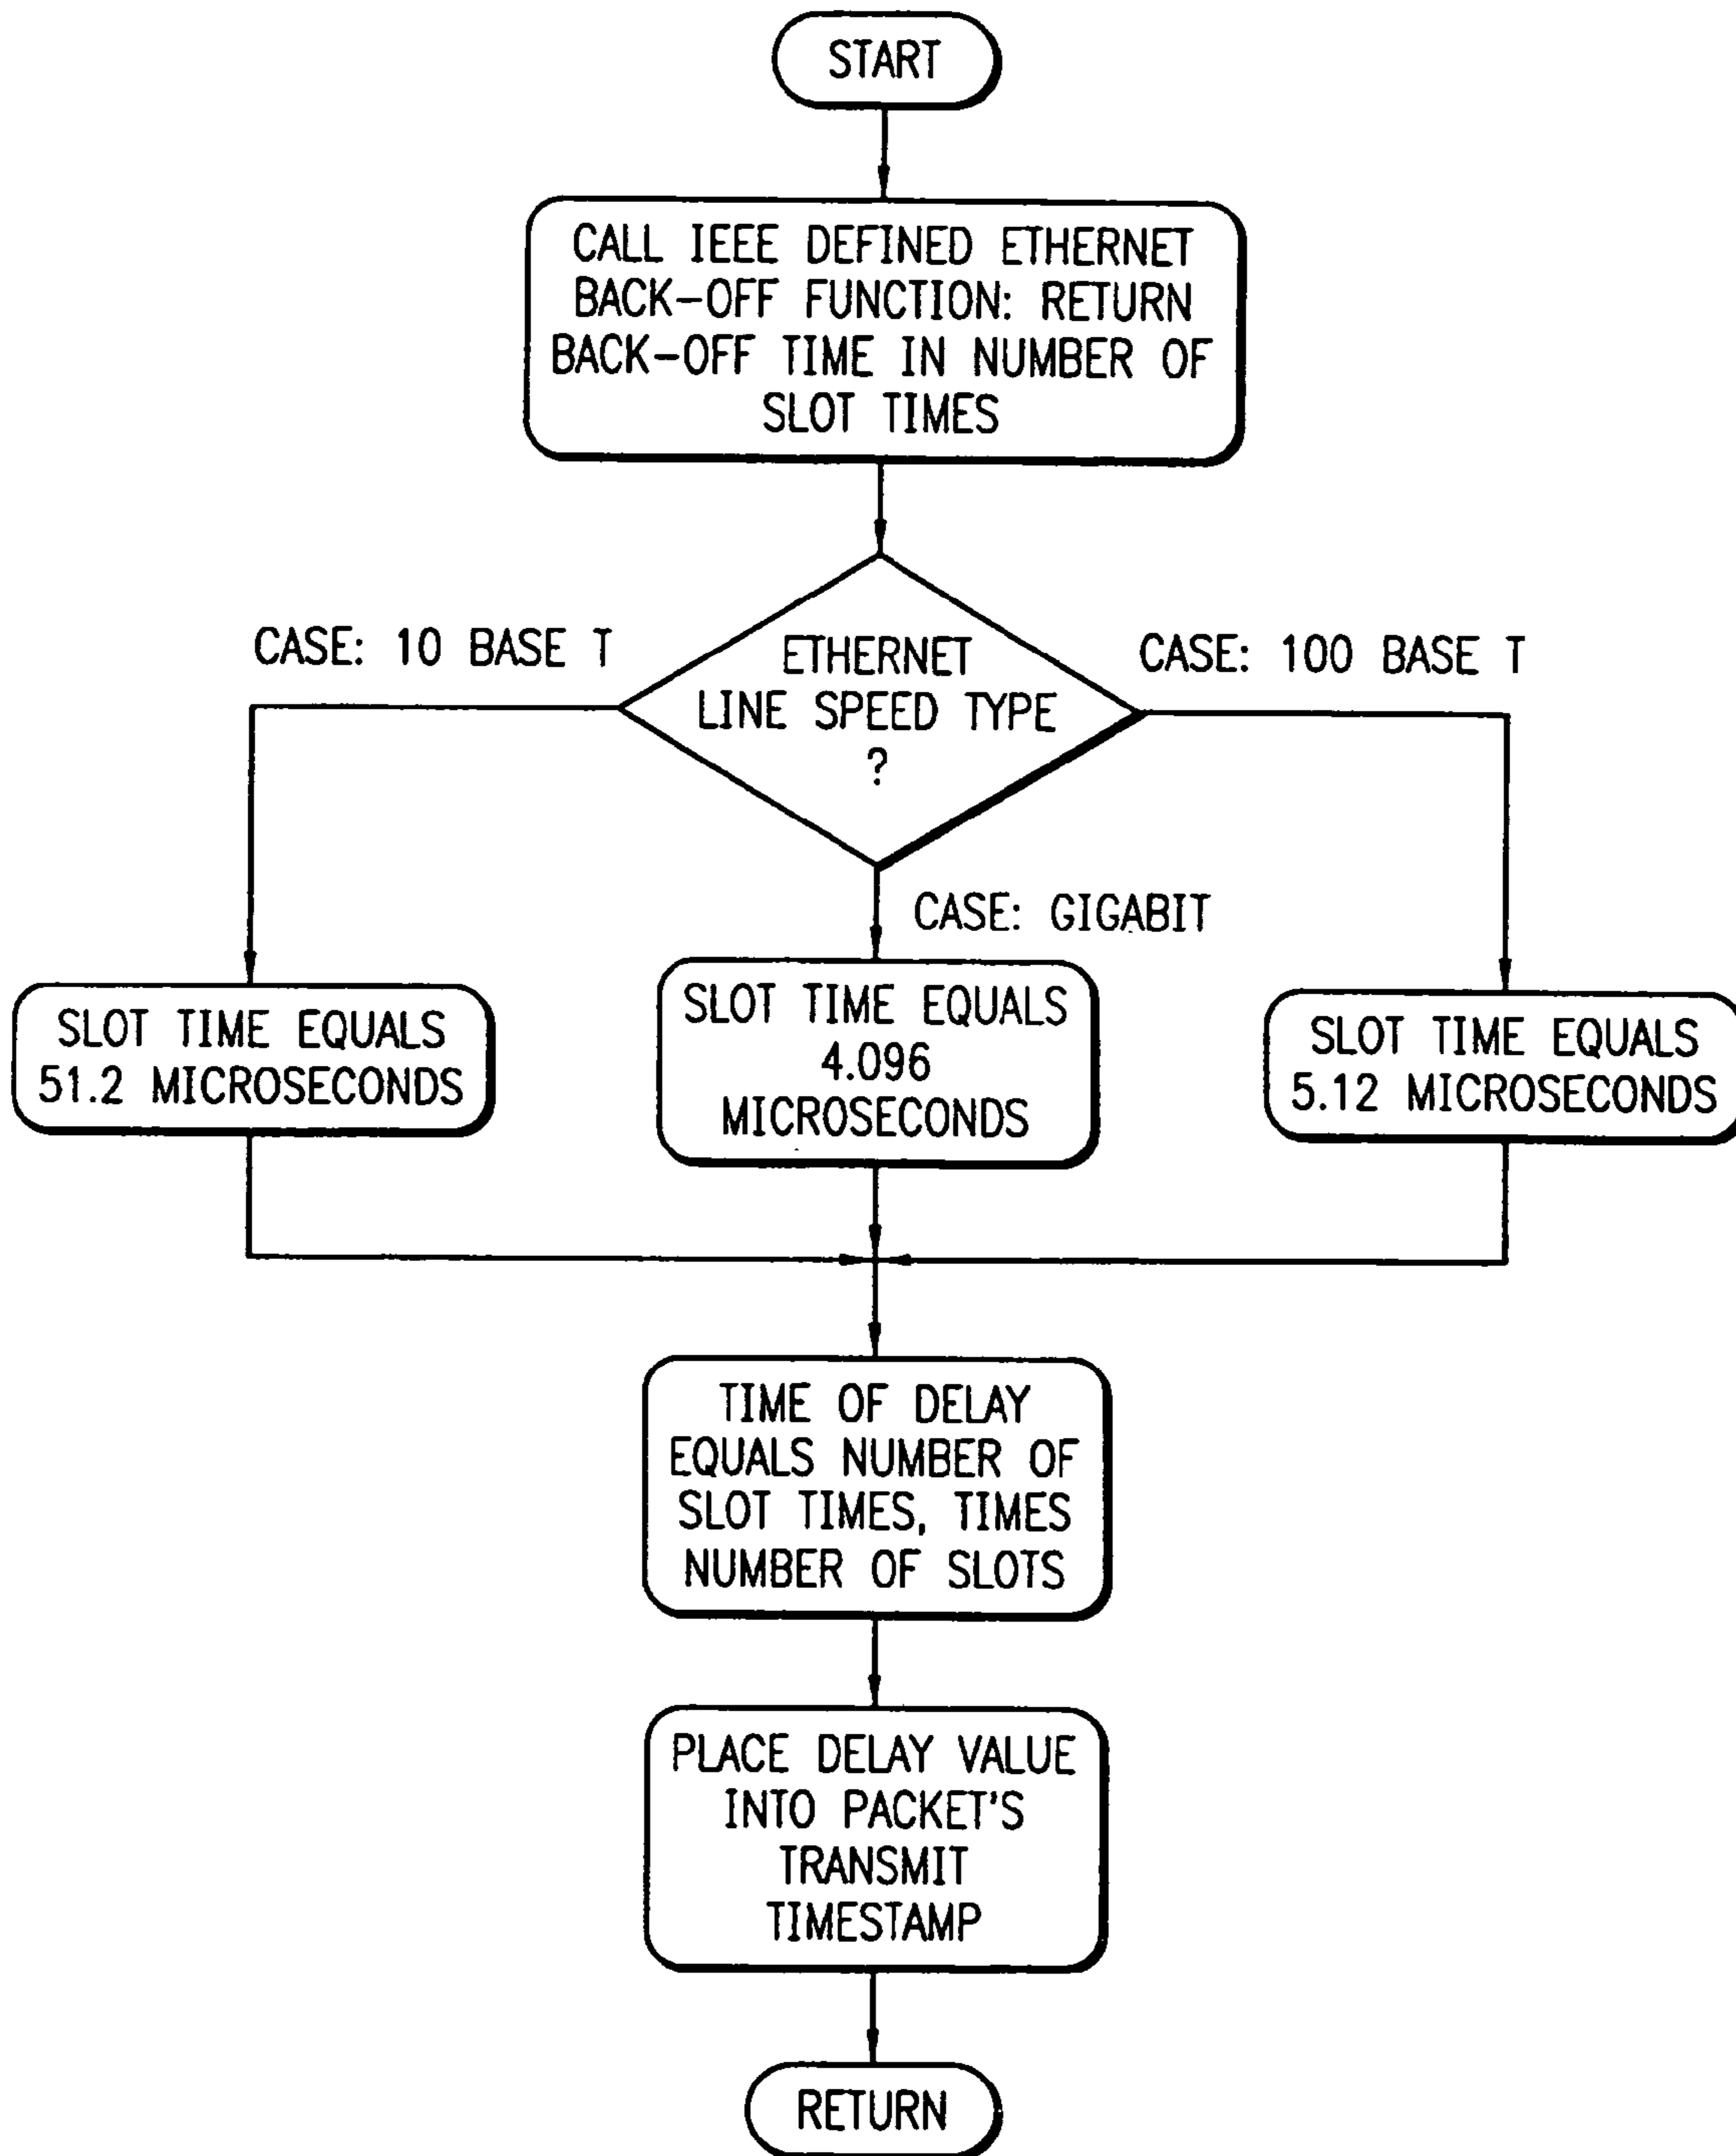 START
CALL IEEE DEFINED ETHERNET
BACK-OFF FUNCTION: RETURN
BACK-OFF TIME IN NUMBER OF
SLOT TIMES
CASE: 10 BASE T
ETHERNET
LINE SPEED TYPE
?
CASE: 100 BASE T
CASE: GIGABIT
SLOT TIME EQUALS
51.2 MICROSECONDS
SLOT TIME EQUALS
4.096
MICROSECONDS
SLOT TIME EQUALS
5.12 MICROSECONDS
TIME OF DELAY
EQUALS NUMBER OF
SLOT TIMES, TIMES
NUMBER OF SLOTS
PLACE DELAY VALUE
INTO PACKET'S
TRANSMIT
TIMESTAMP
RETURN